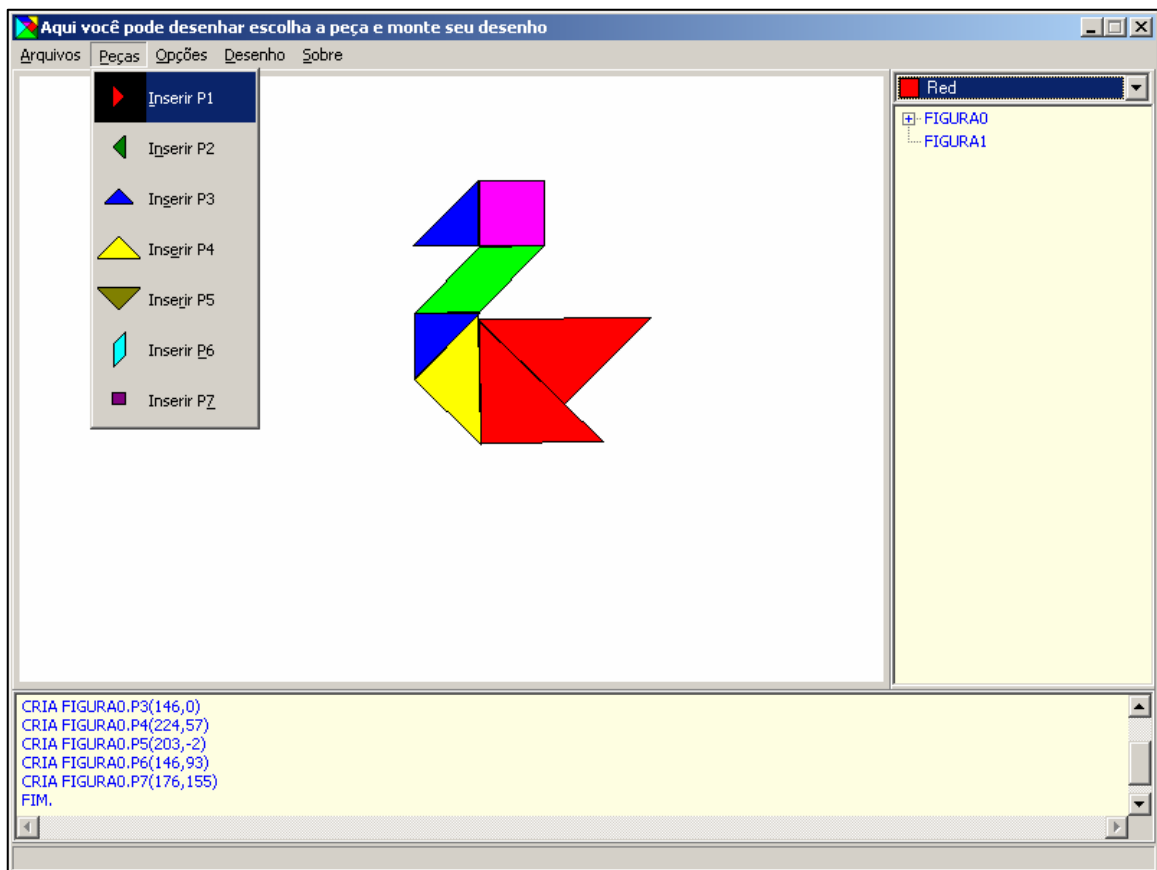 Aqui você pode desenhar escolha a peça e monte seu desenho
Arquivos Peças Opções Desenho Sobre
Inserir P1
Inserir P2
Inserir P3
Inserir P4
Inserir P5
Inserir P6
Inserir P7
Red
FIGURA0
FIGURA1
CRIA FIGURA0.P3(146,0)
CRIA FIGURA0.P4(224,57)
CRIA FIGURA0.P5(203,-2)
CRIA FIGURA0.P6(146,93)
CRIA FIGURA0.P7(176,155)
FIM.